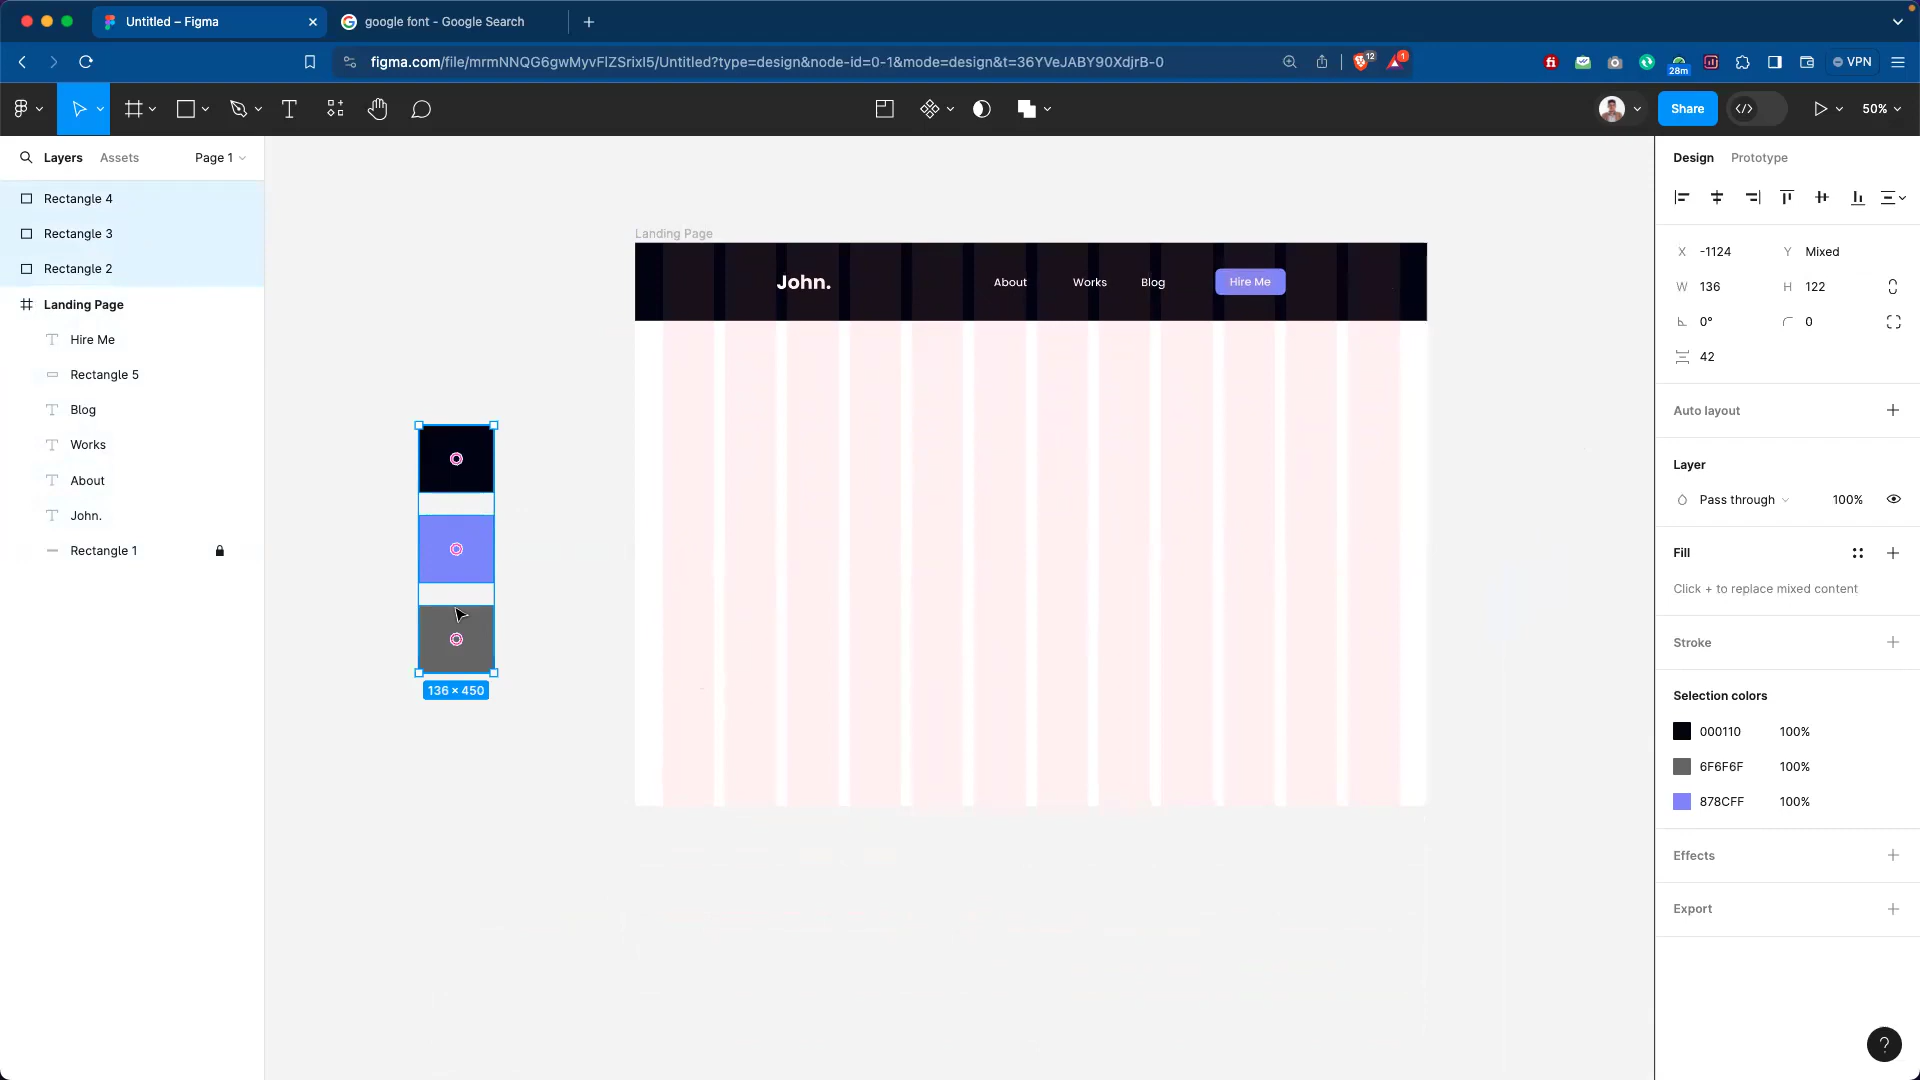 Untitled – Figma
google font - Google Search
figma.com/file/mrmNNQG6gwMyvFlZSrixI5/Untitled?type=design&node-id=0-1&mode=design&t=36YVeJABY90XdjrB-0
12
1
28m
VPN
Share
50%
Layers
Assets
Page 1
Rectangle 4
Rectangle 3
Rectangle 2
Landing Page
Hire Me
Rectangle 5
Blog
Works
About
John.
Rectangle 1
Landing Page
John.
About
Works
Blog
Hire Me
136 × 450
Design
Prototype
X
-1124
Y
Mixed
W
136
H
122
0°
0
42
Auto layout
Layer
Pass through
100%
Fill
Click + to replace mixed content
Stroke
Selection colors
000110
100%
6F6F6F
100%
878CFF
100%
Effects
Export
?